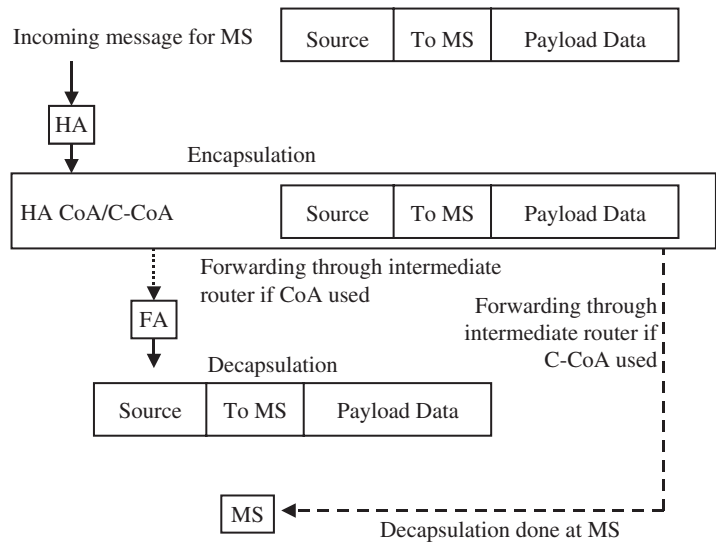 Incoming message for MS
Source To MS Payload Data
HA
Encapsulation
HA CoA/C-CoA
Source To MS Payload Data
Forwarding through intermediate
router if CoA used
Forwarding through
intermediate router if
C-CoA used
FA
Decapsulation
Source To MS Payload Data
MS
Decapsulation done at MS